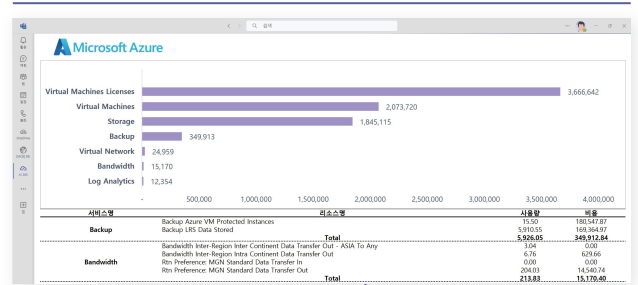 검색
Microsoft Azure
Virtual Machines Licenses 3,666,642
Virtual Machines 2,073,720
Storage 1,845,115
Backup 349,913
Virtual Network 24,959
Bandwidth 15,170
Log Analytics 12,354
- 500,000 1,000,000 1,500,000 2,000,000 2,500,000 3,000,000 3,500,000 4,000,000
서비스명 리소스명 사용량 비용
Backup Azure VM Protected Instances 15.50 180,547.87
Backup Backup LRS Data Stored 5,910.55 169,364.97
Total 5,926.05 349,912.84
Bandwidth Inter-Region Inter Continent Data Transfer Out - ASIA To Any 3.04 0.00
Bandwidth Inter-Region Intra Continent Data Transfer Out 6.76 629.66
Bandwidth Rtn Preference: MGN Standard Data Transfer In 0.00 0.00
Rtn Preference: MGN Standard Data Transfer Out 204.03 14,540.74
Total 213.83 15,170.40